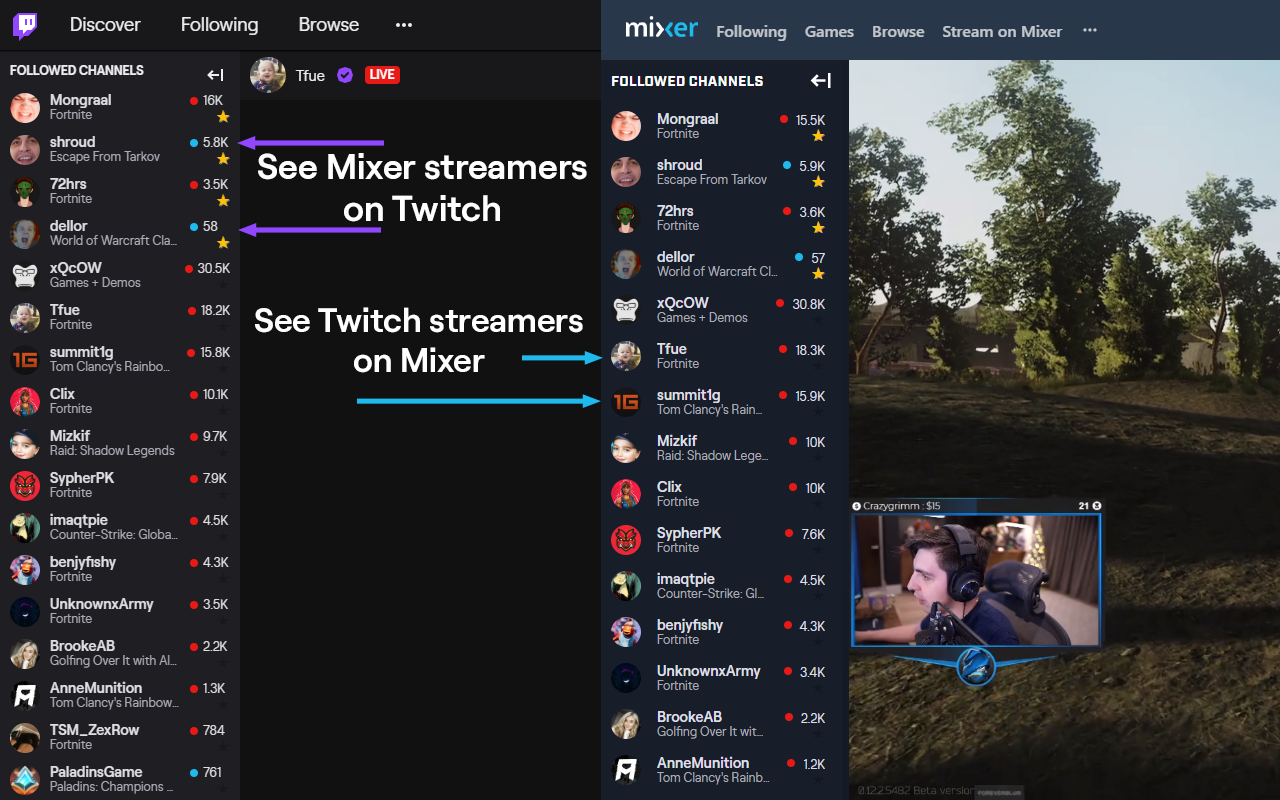 Discover Following Browse ...
FOLLOWED CHANNELS
Mongraal 16K
Fortnite
shroud 5.8K
Escape From Tarkov
72hrs 3.5K
Fortnite
dellor 58
World of Warcraft Cla...
xQcOW 30.5K
Games + Demos
Tfue 18.2K
Fortnite
summit1g 15.8K
Tom Clancy's Rainbo...
Clix 10.1K
Fortnite
Mizkif 9.7K
Raid: Shadow Legends
SypherPK 7.9K
Fortnite
imaqtpie 4.5K
Counter-Strike: Globa...
benjyfishy 4.3K
Fortnite
UnknownxArmy 3.5K
Fortnite
BrookeAB 2.2K
Golfing Over It with Al...
AnneMunition 1.3K
Tom Clancy's Rainbow...
TSM_ZexRow 784
Fortnite
PaladinsGame 761
Paladins: Champions ...
1G
Tfue LIVE
See Mixer streamers
on Twitch
See Twitch streamers
on Mixer
mixer Following Games Browse Stream on Mixer ...
FOLLOWED CHANNELS
Mongraal 15.5K
Fortnite
shroud 5.9K
Escape From Tarkov
72hrs 3.6K
Fortnite
dellor 57
World of Warcraft Cl...
xQcOW 30.8K
Games + Demos
Tfue 18.3K
Fortnite
summit1g 15.9K
Tom Clancy's Rain...
Mizkif 10K
Raid: Shadow Lege...
Clix 10K
Fortnite
SypherPK 7.6K
Fortnite
imaqtpie 4.5K
Counter-Strike: Gl...
benjyfishy 4.3K
Fortnite
UnknownxArmy 3.4K
Fortnite
BrookeAB 2.2K
Golfing Over It wit...
AnneMunition 1.2K
Tom Clancy's Rainb...
1G
Crazygrimm : $15 21
0.12.2.5482 Beta version